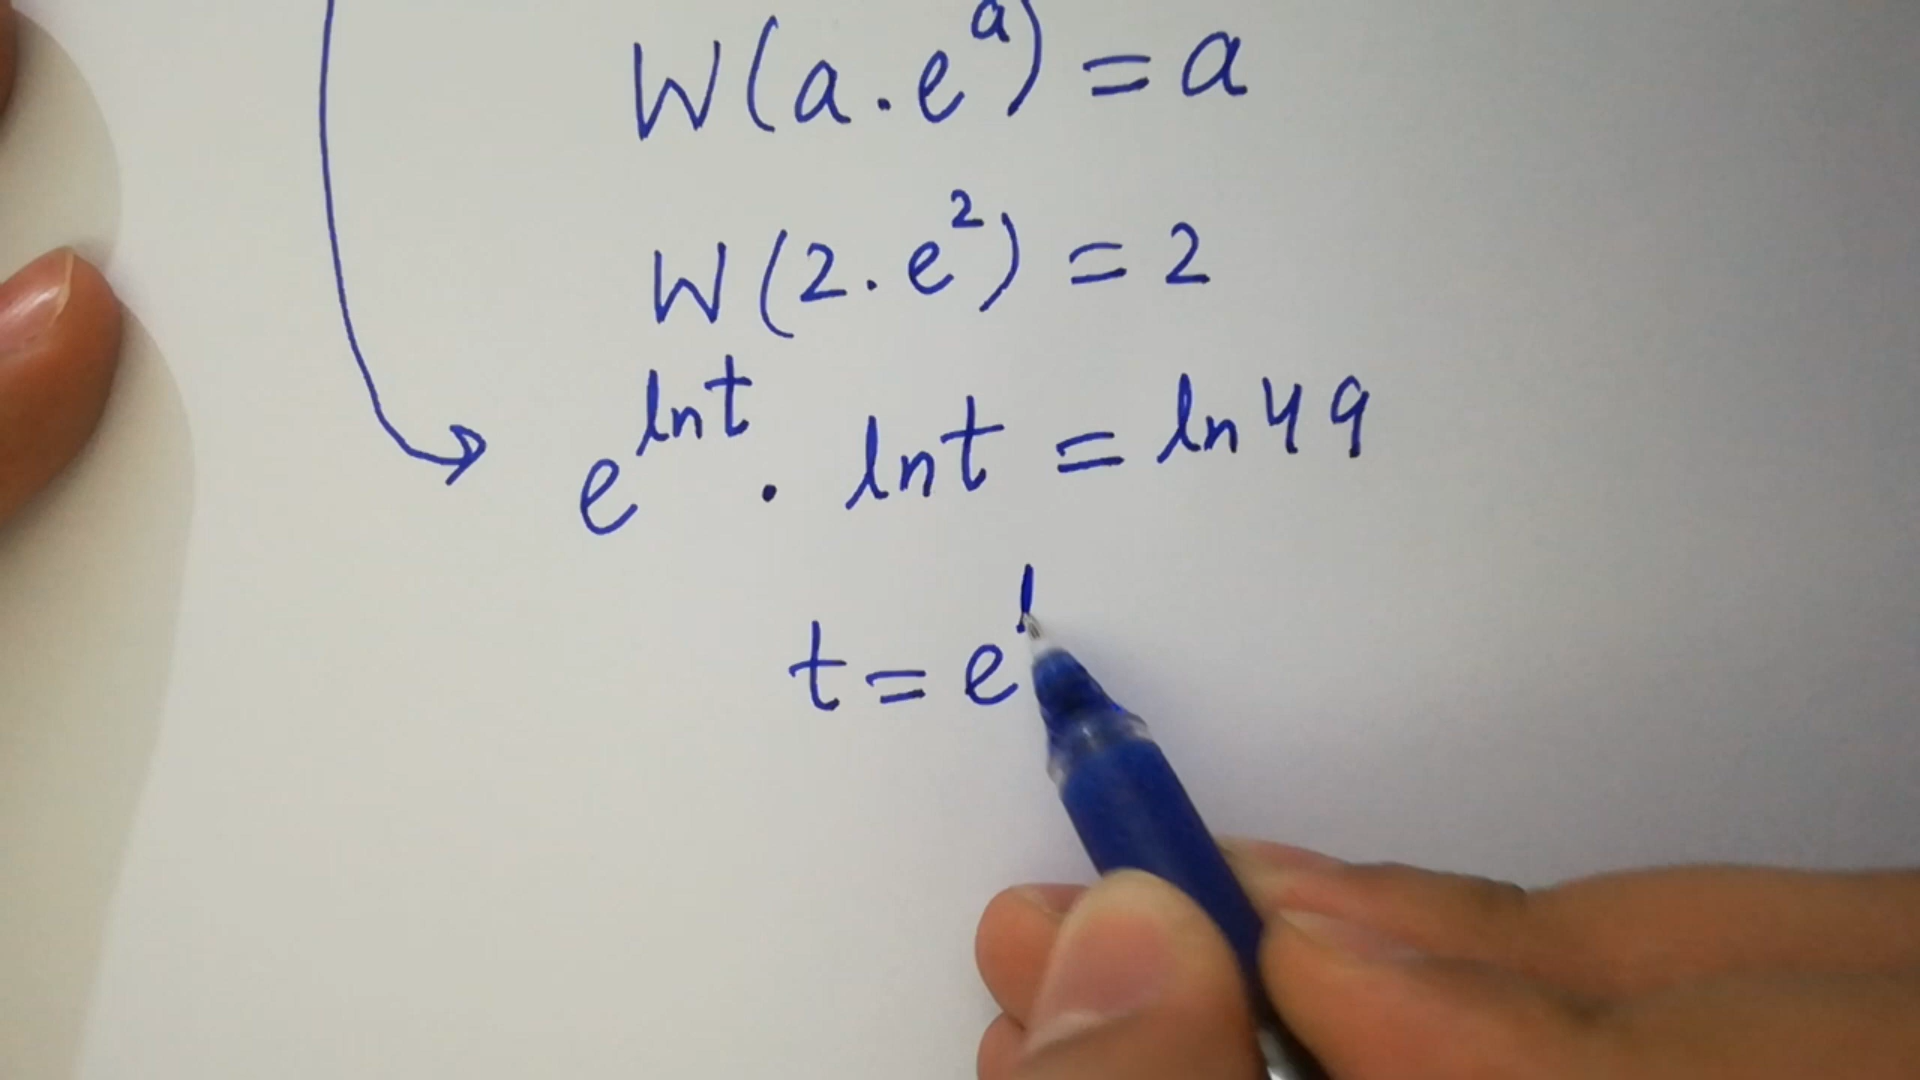 W(a.e^a) = a
W(2.e^2) = 2
e^lnt . lnt = ln49
t = e^l